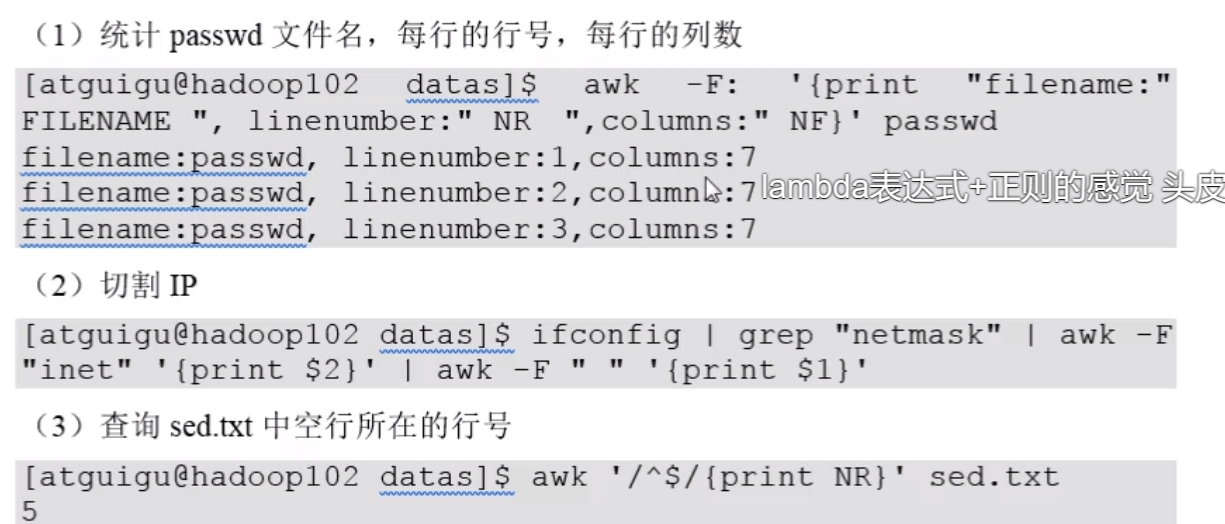 （1）统计 passwd 文件名，每行的行号，每行的列数
[atguigu@hadoop102 datas]$ awk -F: '{print "filename:"
FILENAME ", linenumber:" NR ",columns:" NF}' passwd
filename:passwd, linenumber:1,columns:7
filename:passwd, linenumber:2,columns:7
lambda表达式+正则的感觉 头皮
filename:passwd, linenumber:3,columns:7
（2）切割 IP
[atguigu@hadoop102 datas]$ ifconfig | grep "netmask" | awk -F
"inet" '{print $2}' | awk -F " " '{print $1}'
（3）查询 sed.txt 中空行所在的行号
[atguigu@hadoop102 datas]$ awk '/^$/{print NR}' sed.txt
5